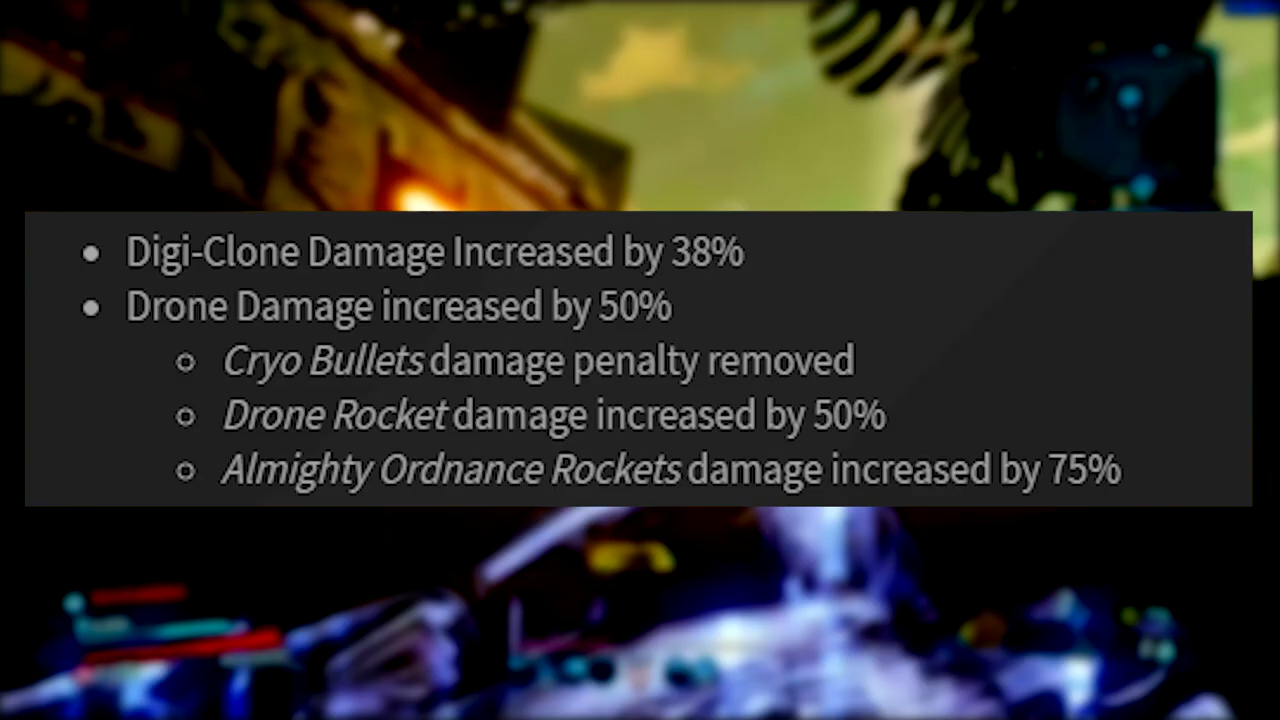 • Digi-Clone Damage Increased by 38%
• Drone Damage increased by 50%
○ Cryo Bullets damage penalty removed
○ Drone Rocket damage increased by 50%
○ Almighty Ordnance Rockets damage increased by 75%